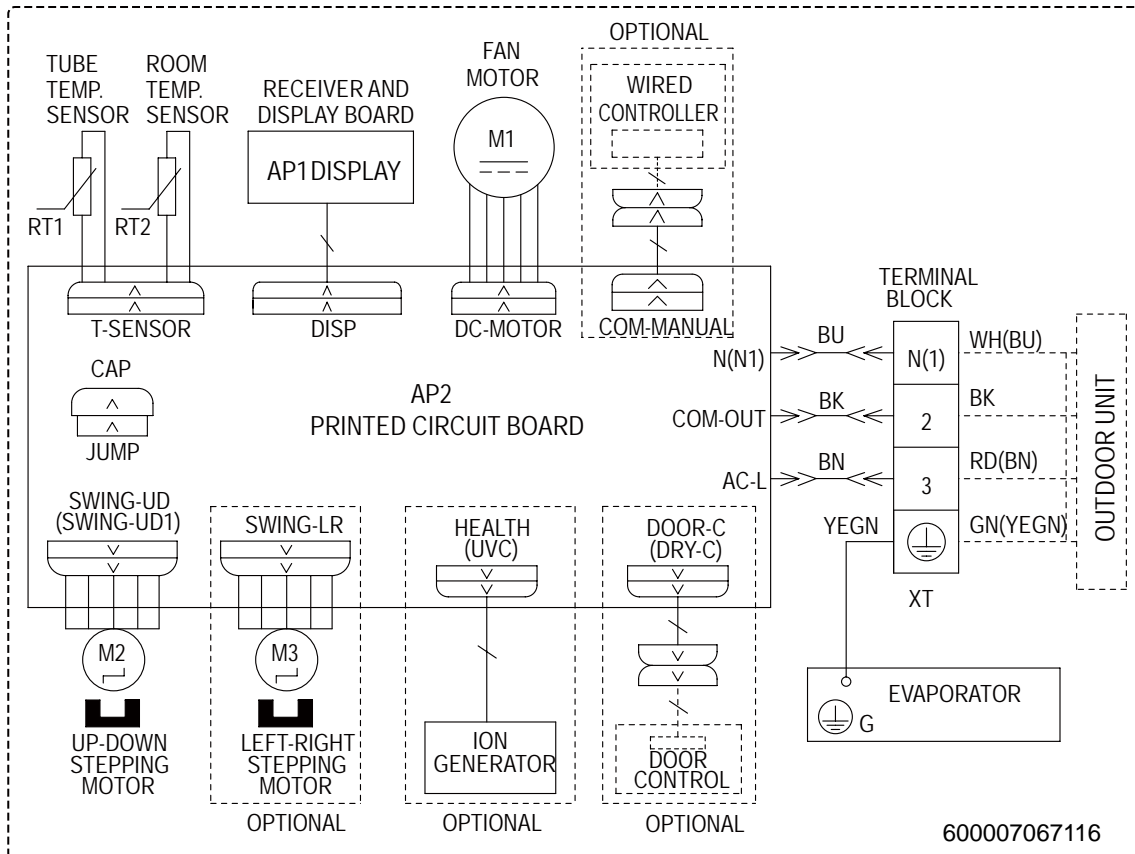 OPTIONAL
FAN
MOTOR
TUBE
TEMP.
SENSOR
ROOM
TEMP.
SENSOR
RECEIVER AND
DISPLAY BOARD
WIRED
CONTROLLER
M1
AP1 DISPLAY
RT1
RT2
TERMINAL
BLOCK
T-SENSOR
DISP
DC-MOTOR
COM-MANUAL
BU
WH(BU)
N(N1)
N(1)
CAP
JUMP
AP2
PRINTED CIRCUIT BOARD
BK
BK
COM-OUT
2
BN
RD(BN)
AC-L
3
OUTDOOR UNIT
SWING-UD
(SWING-UD1)
SWING-LR
HEALTH
(UVC)
DOOR-C
(DRY-C)
YEGN
GN(YEGN)
XT
M2
M3
EVAPORATOR
G
UP-DOWN
STEPPING
MOTOR
LEFT-RIGHT
STEPPING
MOTOR
ION
GENERATOR
DOOR
CONTROL
OPTIONAL
OPTIONAL
OPTIONAL
600007067116